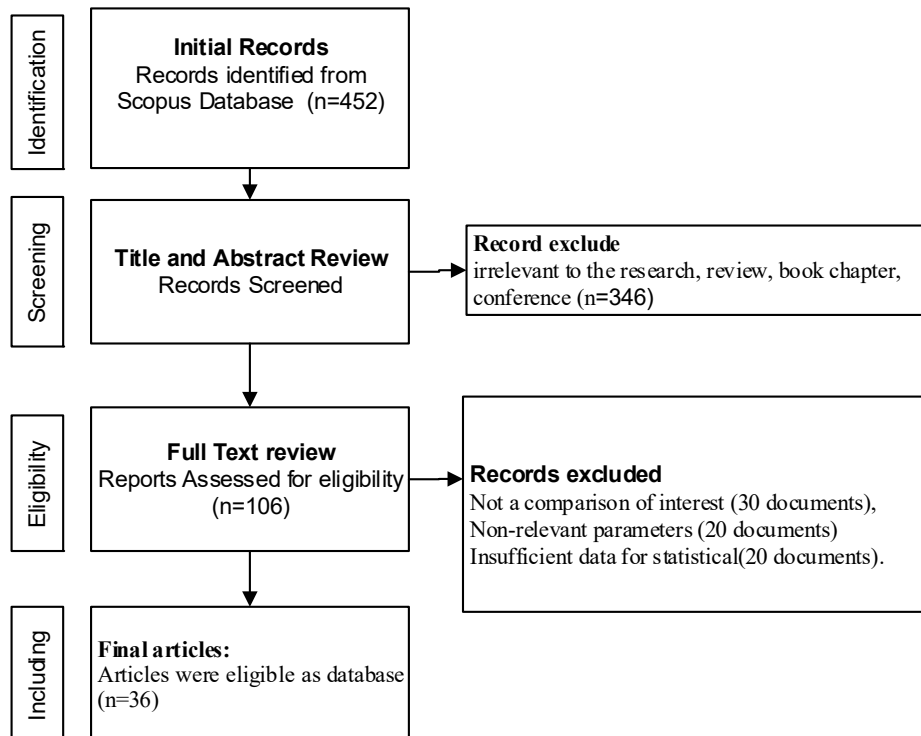 Identification
Initial Records
Records identified from
Scopus Database (n=452)
Screening
Title and Abstract Review
Records Screened
Record exclude
irrelevant to the research, review, book chapter,
conference (n=346)
Eligibility
Full Text review
Reports Assessed for eligibility
(n=106)
Records excluded
Not a comparison of interest (30 documents),
Non-relevant parameters (20 documents)
Insufficient data for statistical(20 documents).
Including
Final articles:
Articles were eligible as database
(n=36)